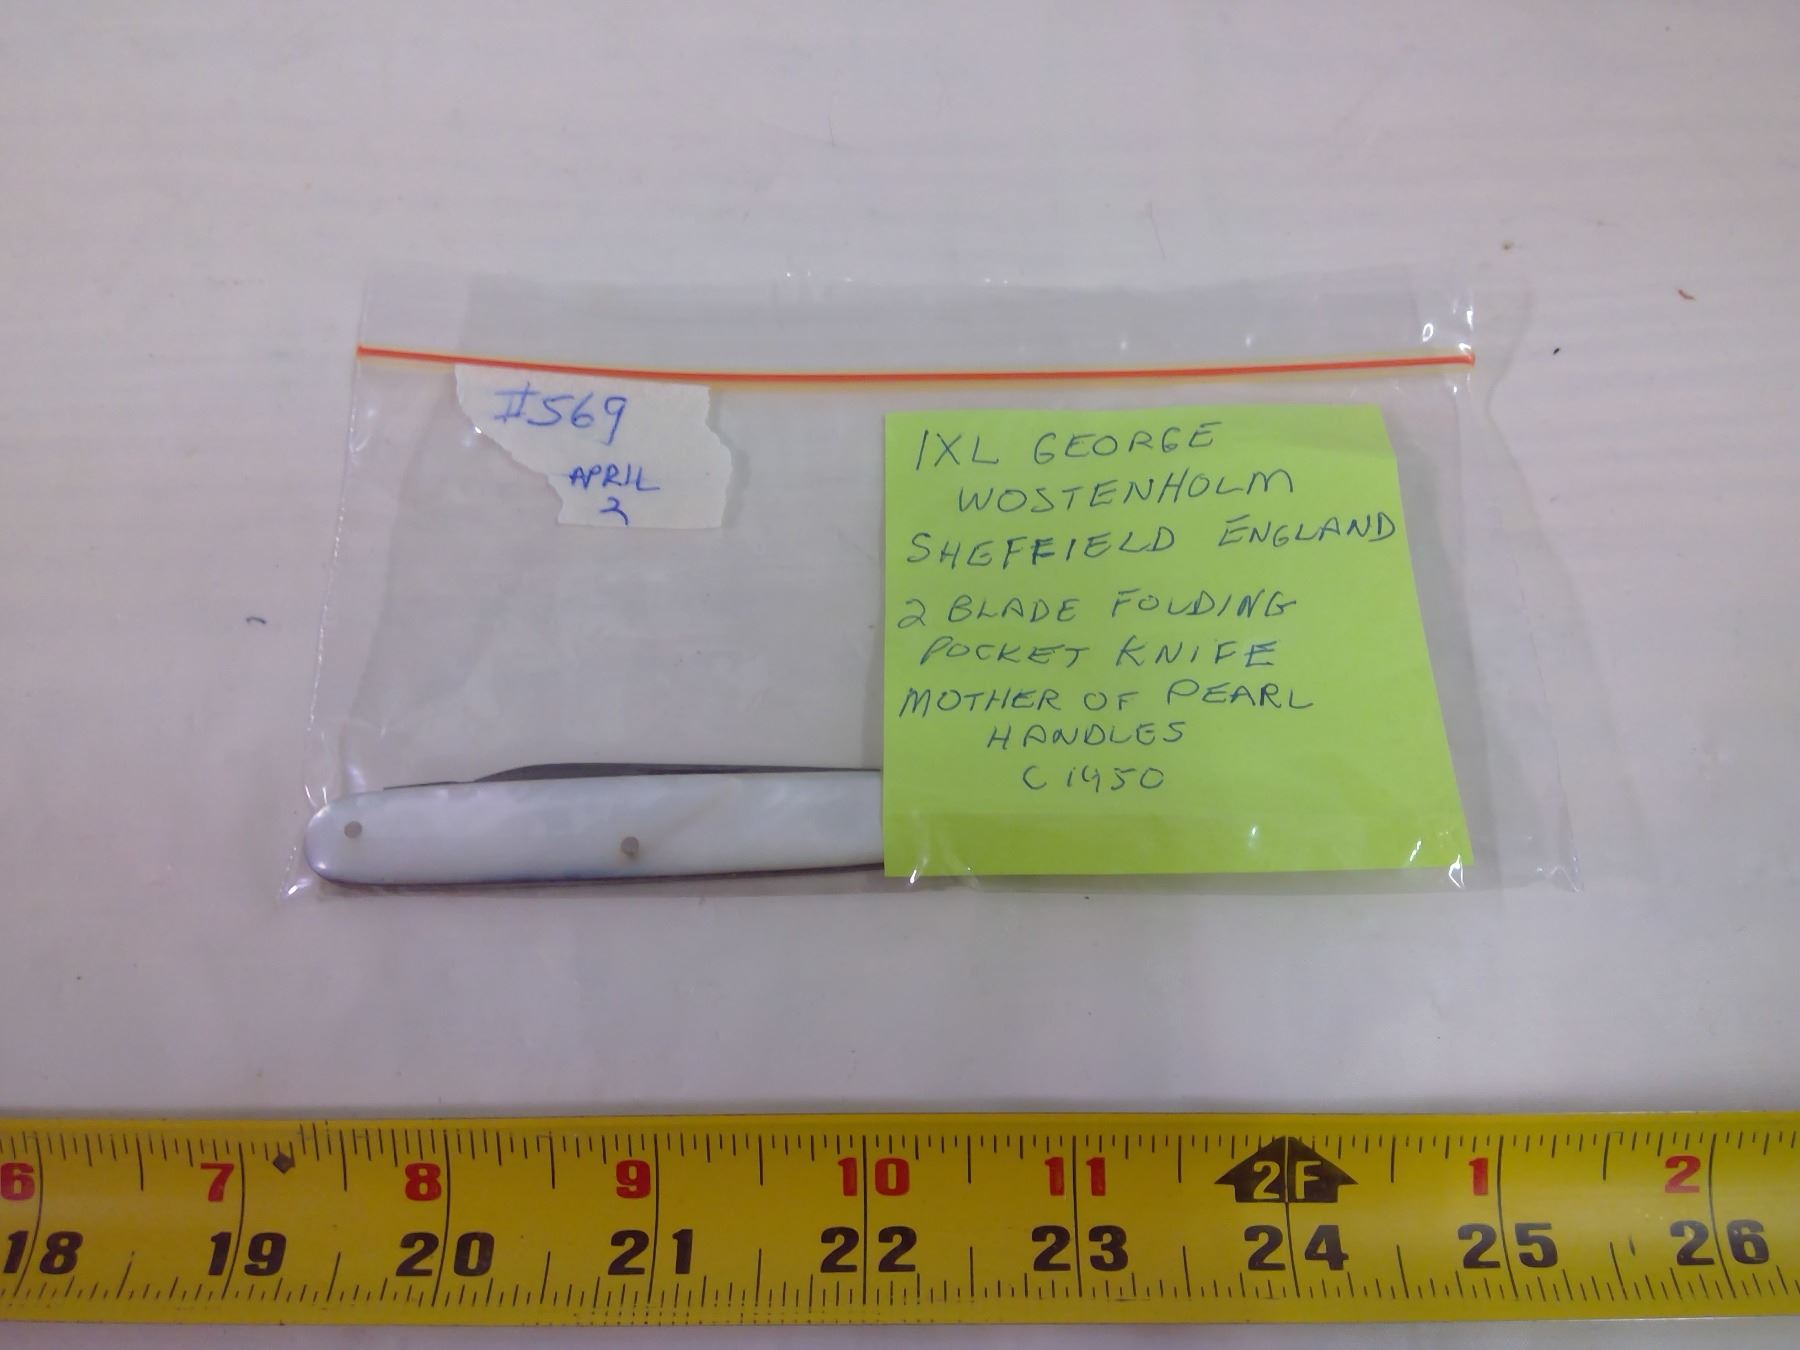 #569
APRIL
2
IXL GEORGE
WOSTENHOLM
SHEFFIELD ENGLAND
2 BLADE FOLDING
POCKET KNIFE
MOTHER OF PEARL
HANDLES
C 1950
6 7 8 9 10 11 2F 1 2
18 19 20 21 22 23 24 25 26